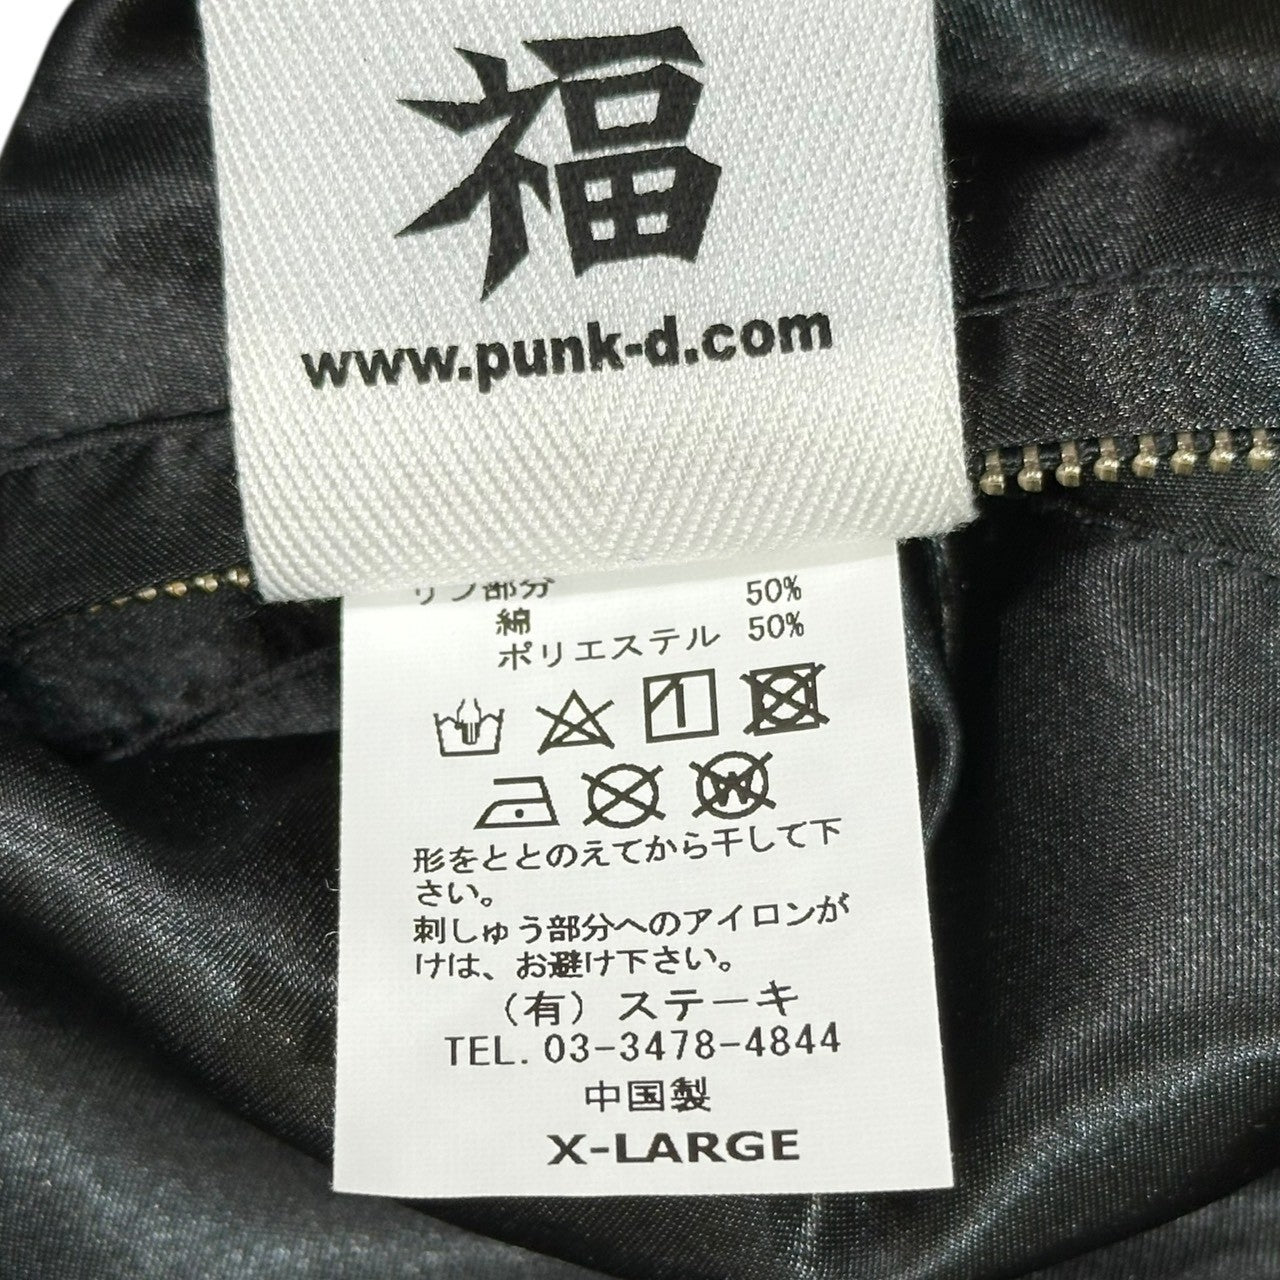 福
www.punk-d.com
リブ部分
綿 50%
ポリエステル 50%
形をととのえてから干して下
さい。
刺しゅう部分へのアイロンが
けは、お避け下さい。
（有）ステーキ
TEL.03-3478-4844
中国製
X-LARGE